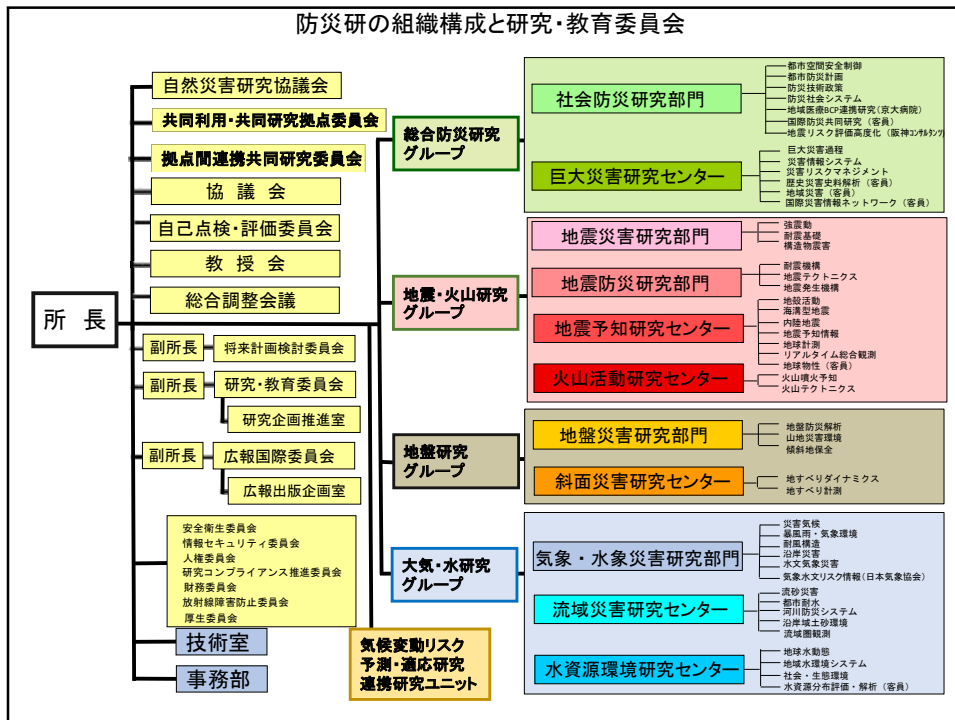 防災研の組織構成と研究・教育委員会
所 長
自然災害研究協議会
共同利用・共同研究拠点委員会
拠点間連携共同研究委員会
協 議 会
自己点検・評価委員会
教 授 会
総合調整会議
副所長
将来計画検討委員会
副所長
研究・教育委員会
研究企画推進室
副所長
広報国際委員会
広報出版企画室
安全衛生委員会
情報セキュリティ委員会
人権委員会
研究コンプライアンス推進委員会
財務委員会
放射線障害防止委員会
厚生委員会
技術室
事務部
総合防災研究
グループ
社会防災研究部門
都市空間安全制御
都市防災計画
防災技術政策
防災社会システム
地域医療BCP連携研究(京大病院)
国際防災共同研究（客員）
地震リスク評価高度化（阪神コンサルタンツ)
巨大災害研究センター
巨大災害過程
災害情報システム
災害リスクマネジメント
歴史災害史料解析（客員）
地域災害（客員）
国際災害情報ネットワーク（客員）
地震・火山研究
グループ
地震災害研究部門
強震動
耐震基礎
構造物震害
地震防災研究部門
耐震機構
地震テクトニクス
地震発生機構
地震予知研究センター
地殻活動
海溝型地震
内陸地震
地震予知情報
地球計測
リアルタイム総合観測
地球物性（客員）
火山活動研究センター
火山噴火予知
火山テクトニクス
地盤研究
グループ
地盤災害研究部門
地盤防災解析
山地災害環境
傾斜地保全
斜面災害研究センター
地すべりダイナミクス
地すべり計測
大気・水研究
グループ
気象・水象災害研究部門
災害気候
暴風雨・気象環境
耐風構造
沿岸災害
水文気象災害
気象水文リスク情報(日本気象協会)
流域災害研究センター
流砂災害
都市耐水
河川防災システム
沿岸域土砂環境
流域圏観測
水資源環境研究センター
地球水動態
地域水環境システム
社会・生態環境
水資源分布評価・解析（客員）
気候変動リスク
予測・適応研究
連携研究ユニット